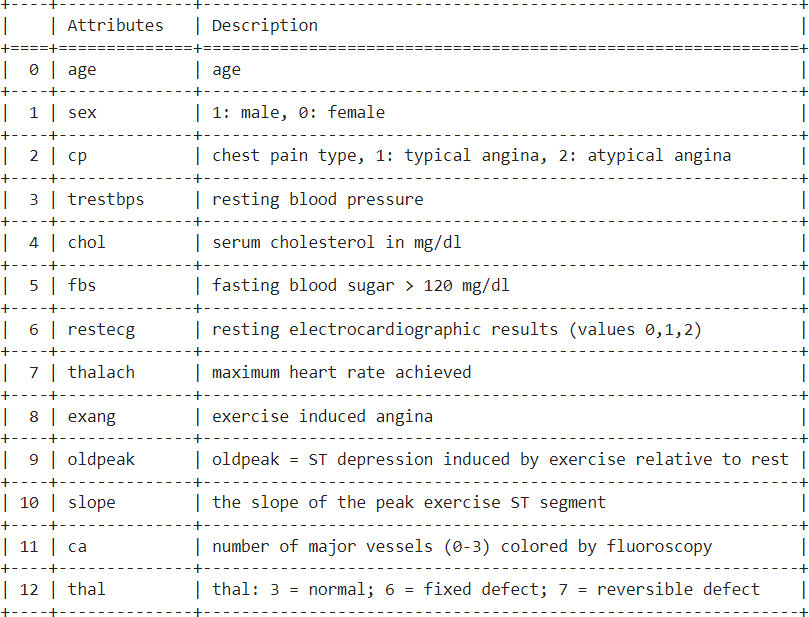 +----+--------------+--------------------------------------------------------------+
|    | Attributes   | Description                                                  |
+====+==============+==============================================================+
|  0 | age          | age                                                          |
+----+--------------+--------------------------------------------------------------+
|  1 | sex          | 1: male, 0: female                                           |
+----+--------------+--------------------------------------------------------------+
|  2 | cp           | chest pain type, 1: typical angina, 2: atypical angina       |
+----+--------------+--------------------------------------------------------------+
|  3 | trestbps     | resting blood pressure                                       |
+----+--------------+--------------------------------------------------------------+
|  4 | chol         | serum cholesterol in mg/dl                                   |
+----+--------------+--------------------------------------------------------------+
|  5 | fbs          | fasting blood sugar > 120 mg/dl                              |
+----+--------------+--------------------------------------------------------------+
|  6 | restecg      | resting electrocardiographic results (values 0,1,2)          |
+----+--------------+--------------------------------------------------------------+
|  7 | thalach      | maximum heart rate achieved                                  |
+----+--------------+--------------------------------------------------------------+
|  8 | exang        | exercise induced angina                                      |
+----+--------------+--------------------------------------------------------------+
|  9 | oldpeak      | oldpeak = ST depression induced by exercise relative to rest |
+----+--------------+--------------------------------------------------------------+
| 10 | slope        | the slope of the peak exercise ST segment                    |
+----+--------------+--------------------------------------------------------------+
| 11 | ca           | number of major vessels (0-3) colored by fluoroscopy         |
+----+--------------+--------------------------------------------------------------+
| 12 | thal         | thal: 3 = normal; 6 = fixed defect; 7 = reversible defect    |
+----+--------------+--------------------------------------------------------------+